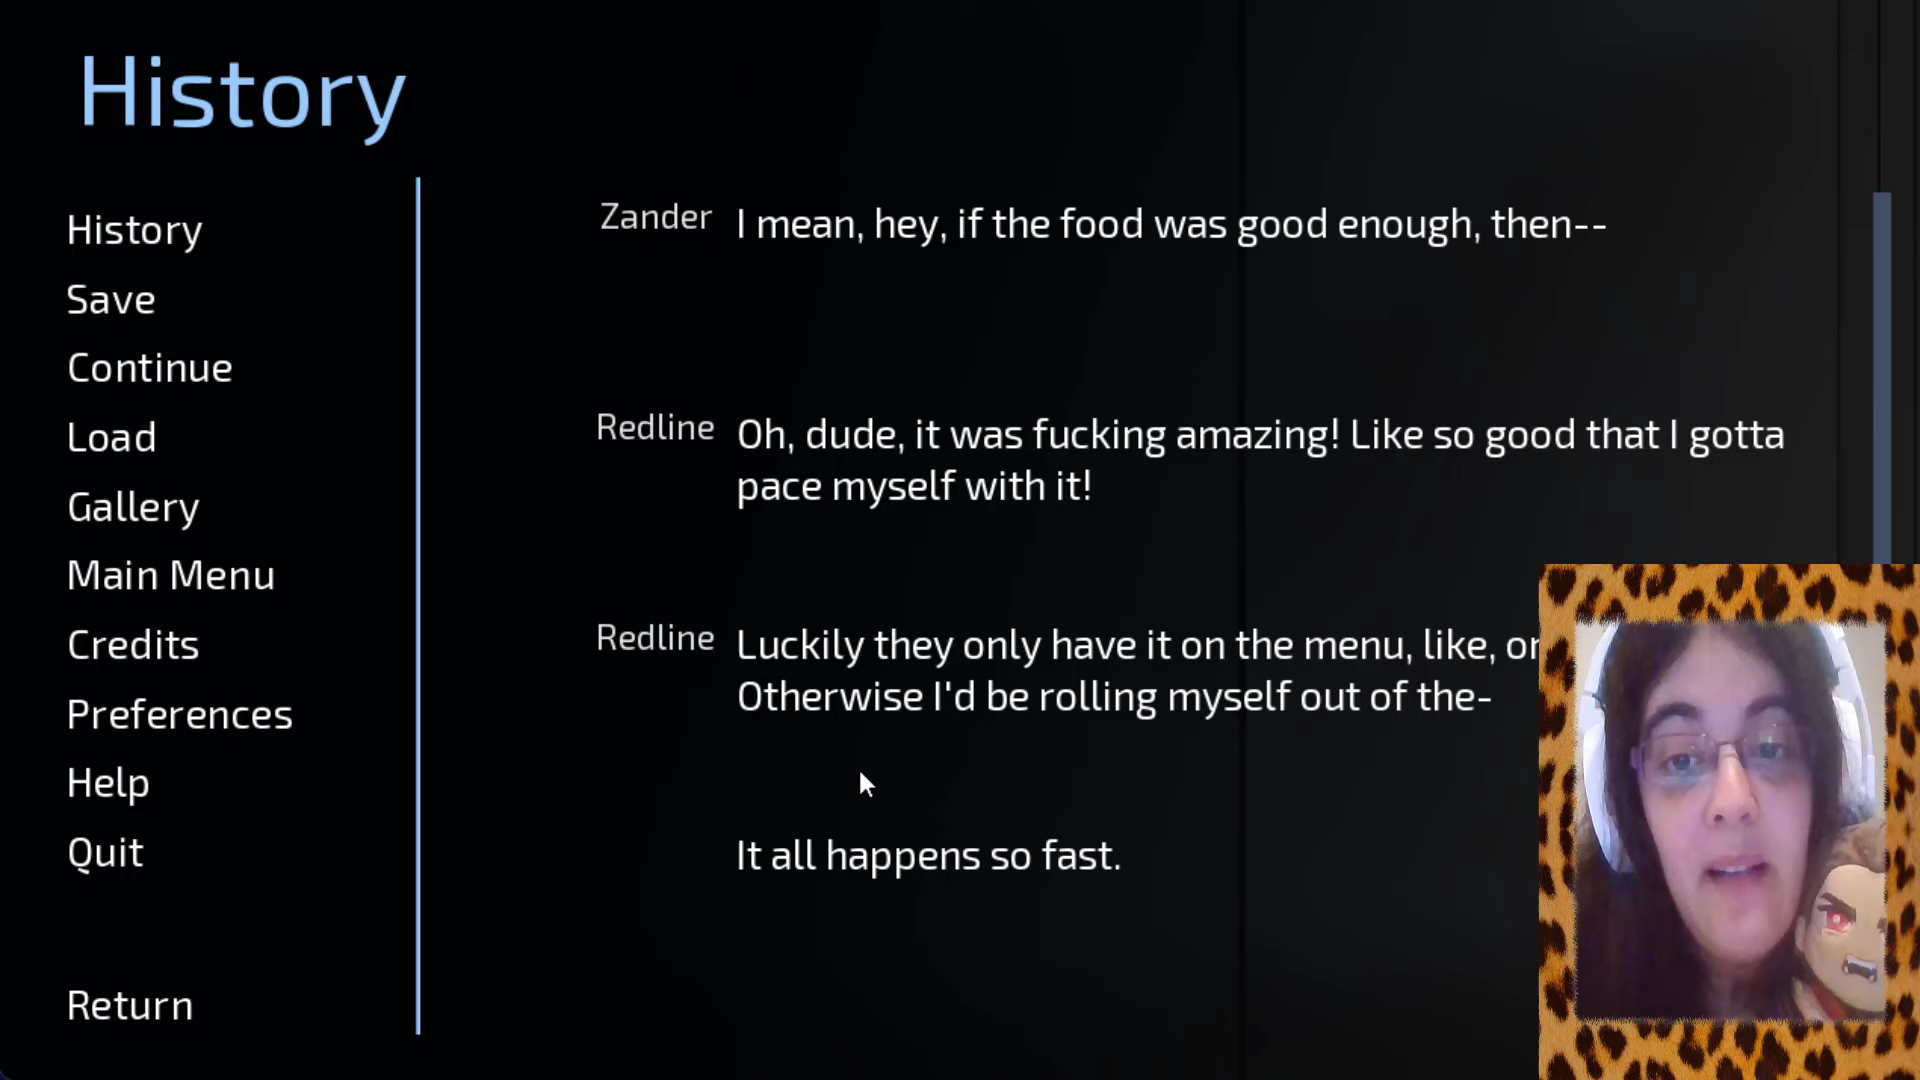 History
History
Save
Continue
Load
Gallery
Main Menu
Credits
Preferences
Help
Quit
Return
Zander
I mean, hey, if the food was good enough, then--
Redline
Oh, dude, it was fucking amazing! Like so good that I gotta
pace myself with it!
Redline
Luckily they only have it on the menu, like,
Otherwise I'd be rolling myself out of the-
It all happens so fast.